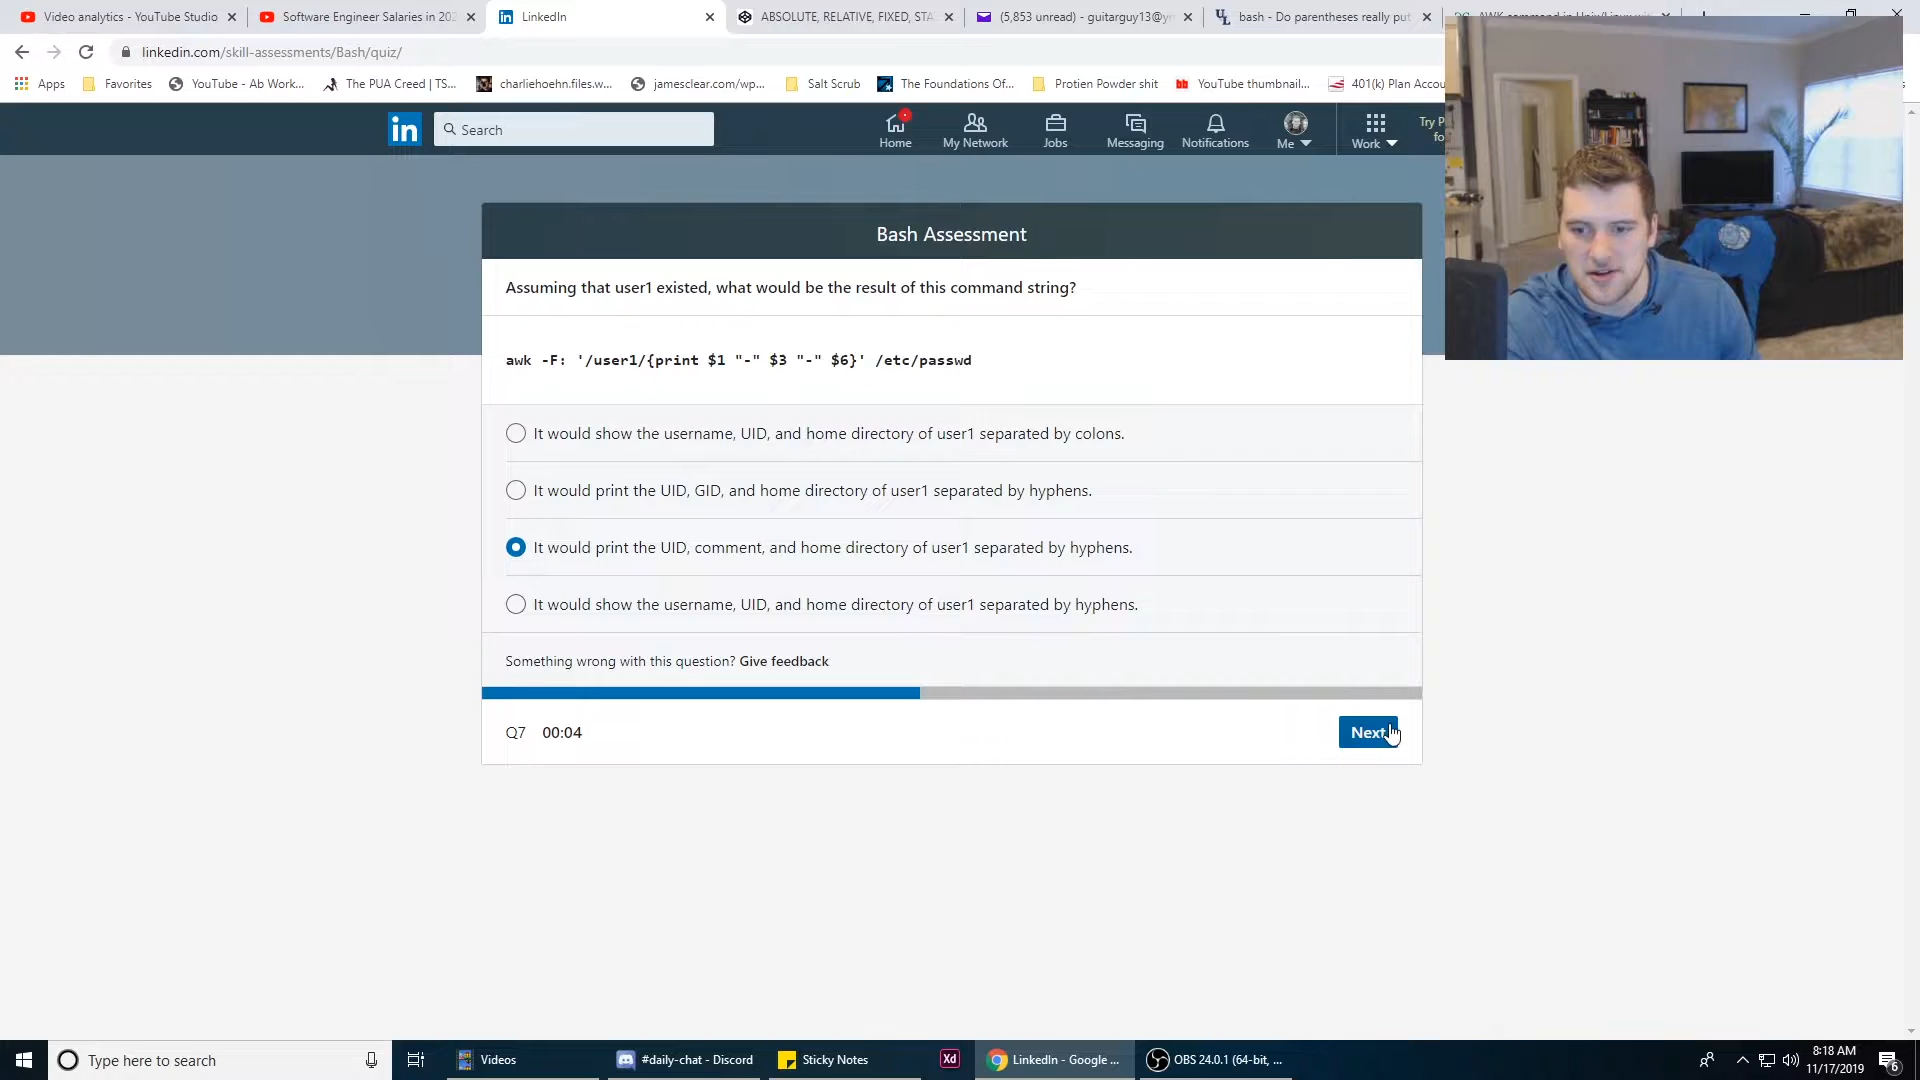 Video analytics - YouTube Studio
Software Engineer Salaries in 202
LinkedIn
ABSOLUTE, RELATIVE, FIXED, STA
(5,853 unread) - guitarguy13@y
bash - Do parentheses really put
linkedin.com/skill-assessments/Bash/quiz/
Apps
Favorites
YouTube - Ab Work...
The PUA Creed | TS...
charliehoehn.files.w...
jamesclear.com/wp...
Salt Scrub
The Foundations Of...
Protien Powder shit
YouTube thumbnail...
401(k) Plan Accou
in
Search
Home
My Network
Jobs
Messaging
Notifications
Me
Work
Try P
fo
Bash Assessment
Assuming that user1 existed, what would be the result of this command string?
awk -F: '/user1/{print $1 "-" $3 "-" $6}' /etc/passwd
It would show the username, UID, and home directory of user1 separated by colons.
It would print the UID, GID, and home directory of user1 separated by hyphens.
It would print the UID, comment, and home directory of user1 separated by hyphens.
It would show the username, UID, and home directory of user1 separated by hyphens.
Something wrong with this question? Give feedback
Q7 00:04
Next
Type here to search
Videos
#daily-chat - Discord
Sticky Notes
Xd
LinkedIn - Google ...
OBS 24.0.1 (64-bit, ...
8:18 AM
11/17/2019
6